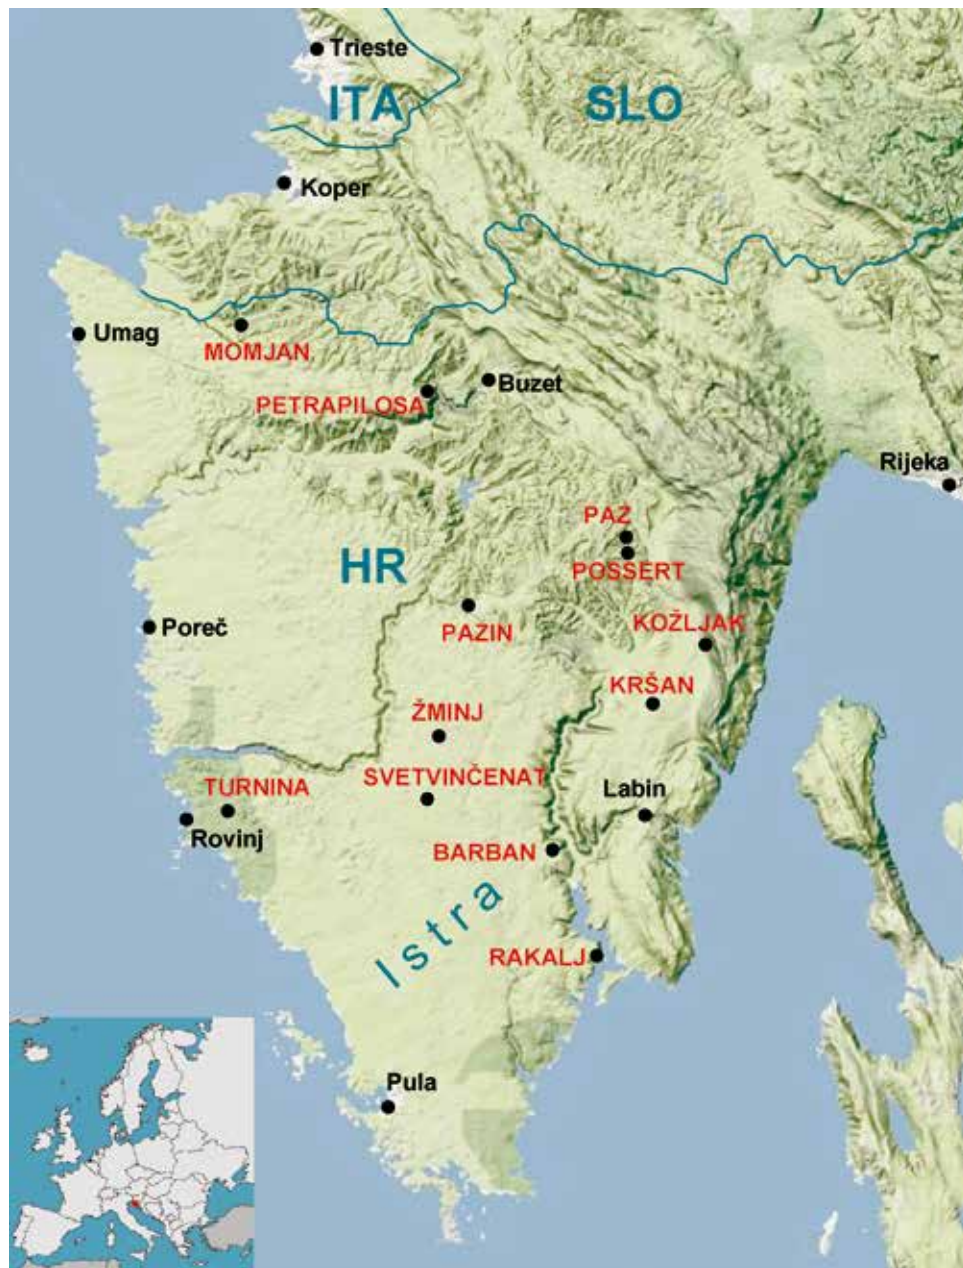 Trieste
ITA
SLO
Koper
Umag
MOMJAN
Buzet
PETRAPILOSA
Rijeka
PAZ
POSSERT
HR
KOŽLJAK
Poreč
PAZIN
KRŠAN
ŽMINJ
SVETVINČENAT
TURNINA
Labin
Rovinj
BARBAN
Istra
RAKALJ
Pula